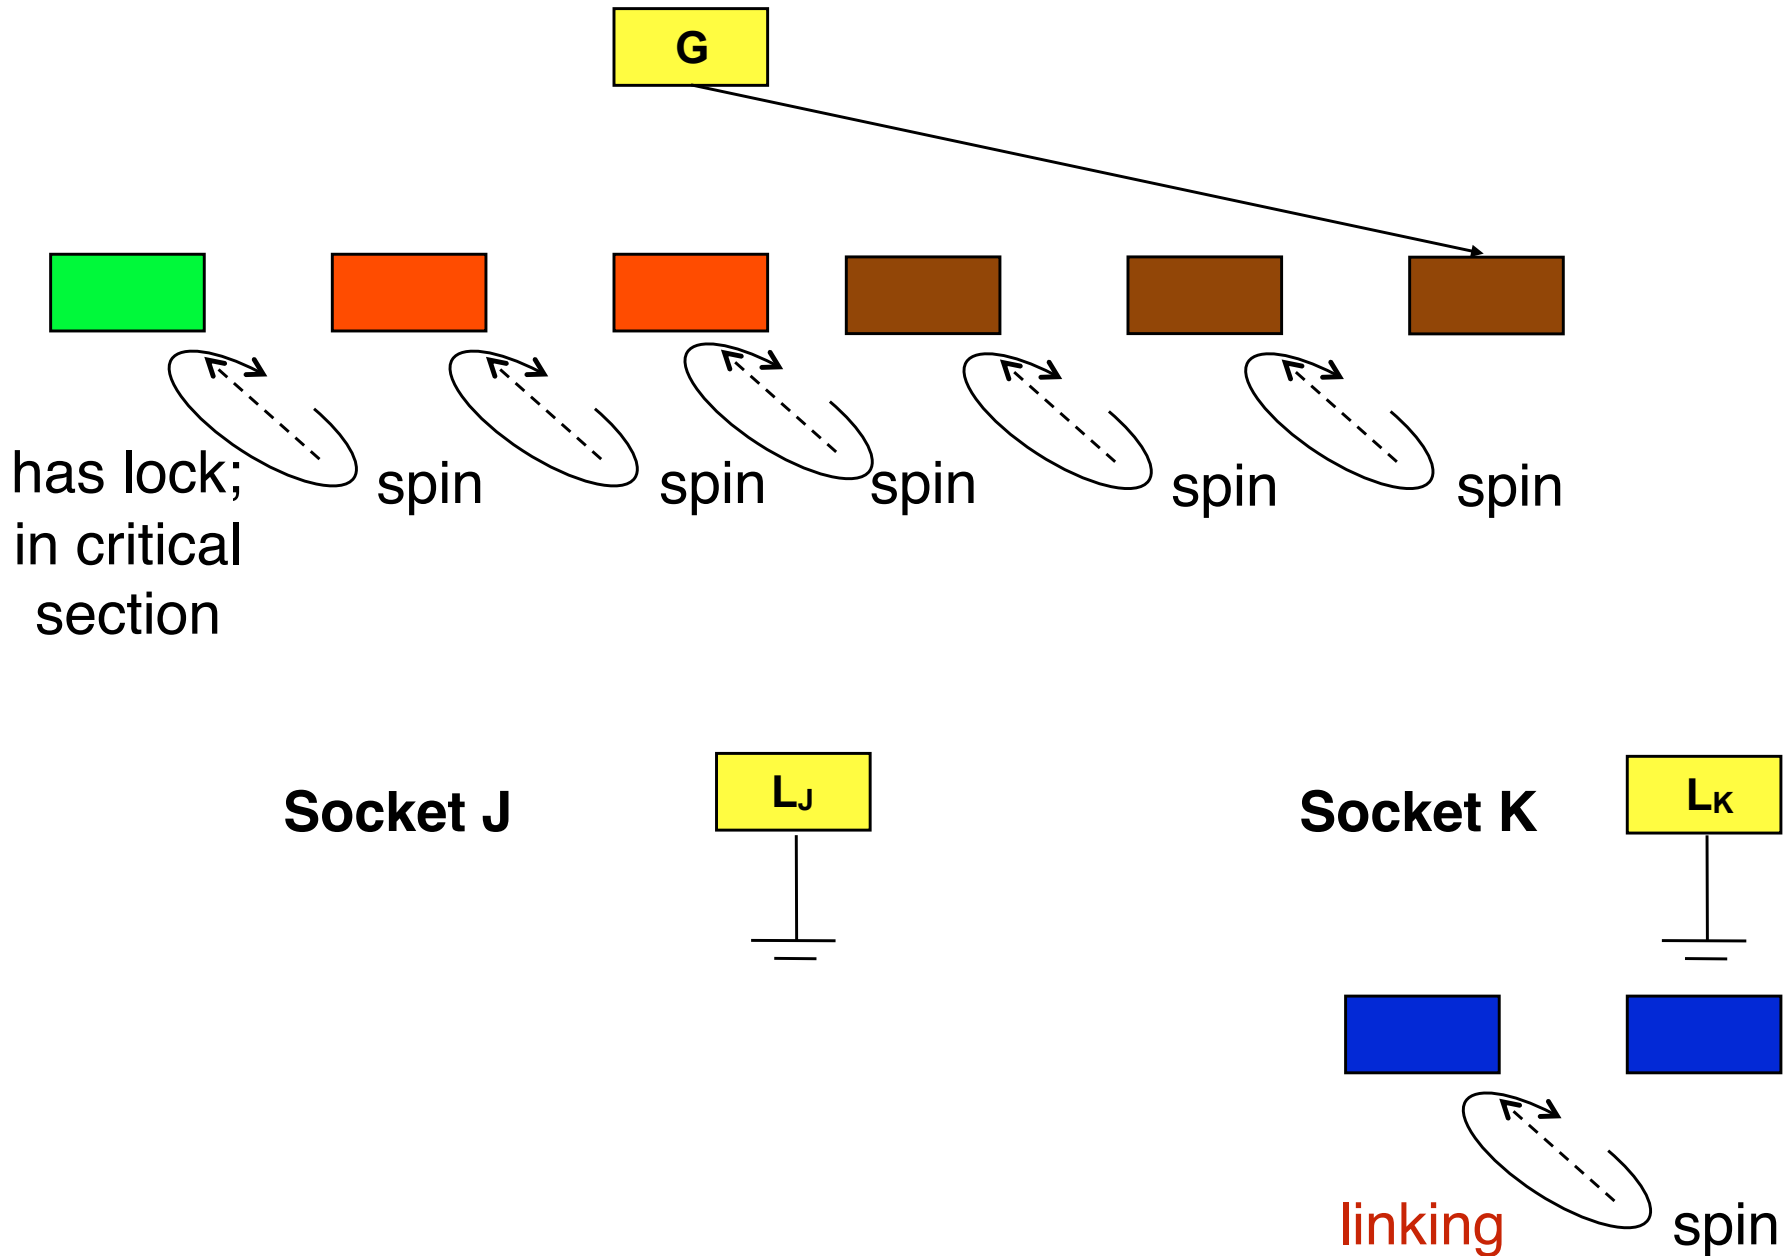 G
has lock;
in critical
section
spin
spin
spin
spin
spin
Socket J
LJ
Socket K
LK
linking
spin